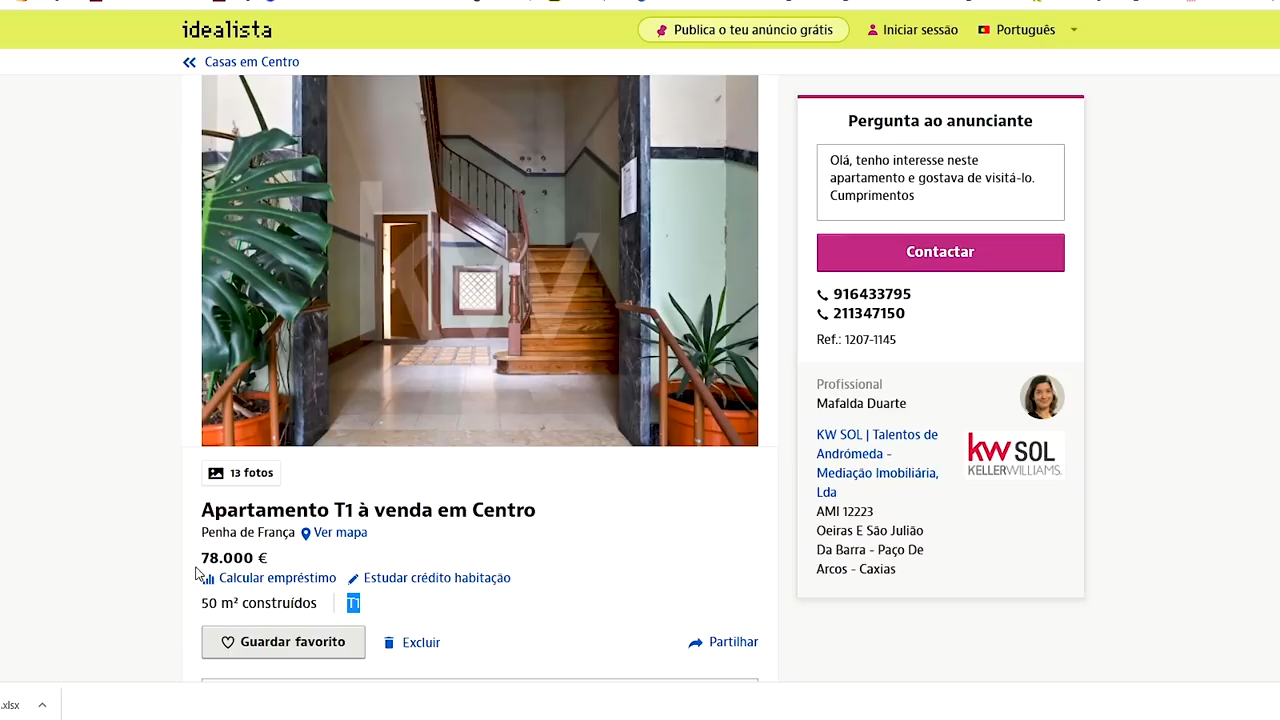 idealista
Publica o teu anúncio grátis
Iniciar sessão
Português
Casas em Centro
KW
13 fotos
Apartamento T1 à venda em Centro
Penha de França Ver mapa
78.000 €
Calcular empréstimo Estudar crédito habitação
50 m² construídos T1
Guardar favorito Excluir Partilhar
Pergunta ao anunciante
Olá, tenho interesse neste
apartamento e gostava de visitá-lo.
Cumprimentos
Contactar
916433795
211347150
Ref.: 1207-1145
Profissional
Mafalda Duarte
KW SOL | Talentos de
Andrómeda -
Mediação Imobiliária,
Lda
AMI 12223
Oeiras E São Julião
Da Barra - Paço De
Arcos - Caxias
kw SOL
KELLERWILLIAMS.
.xlsx